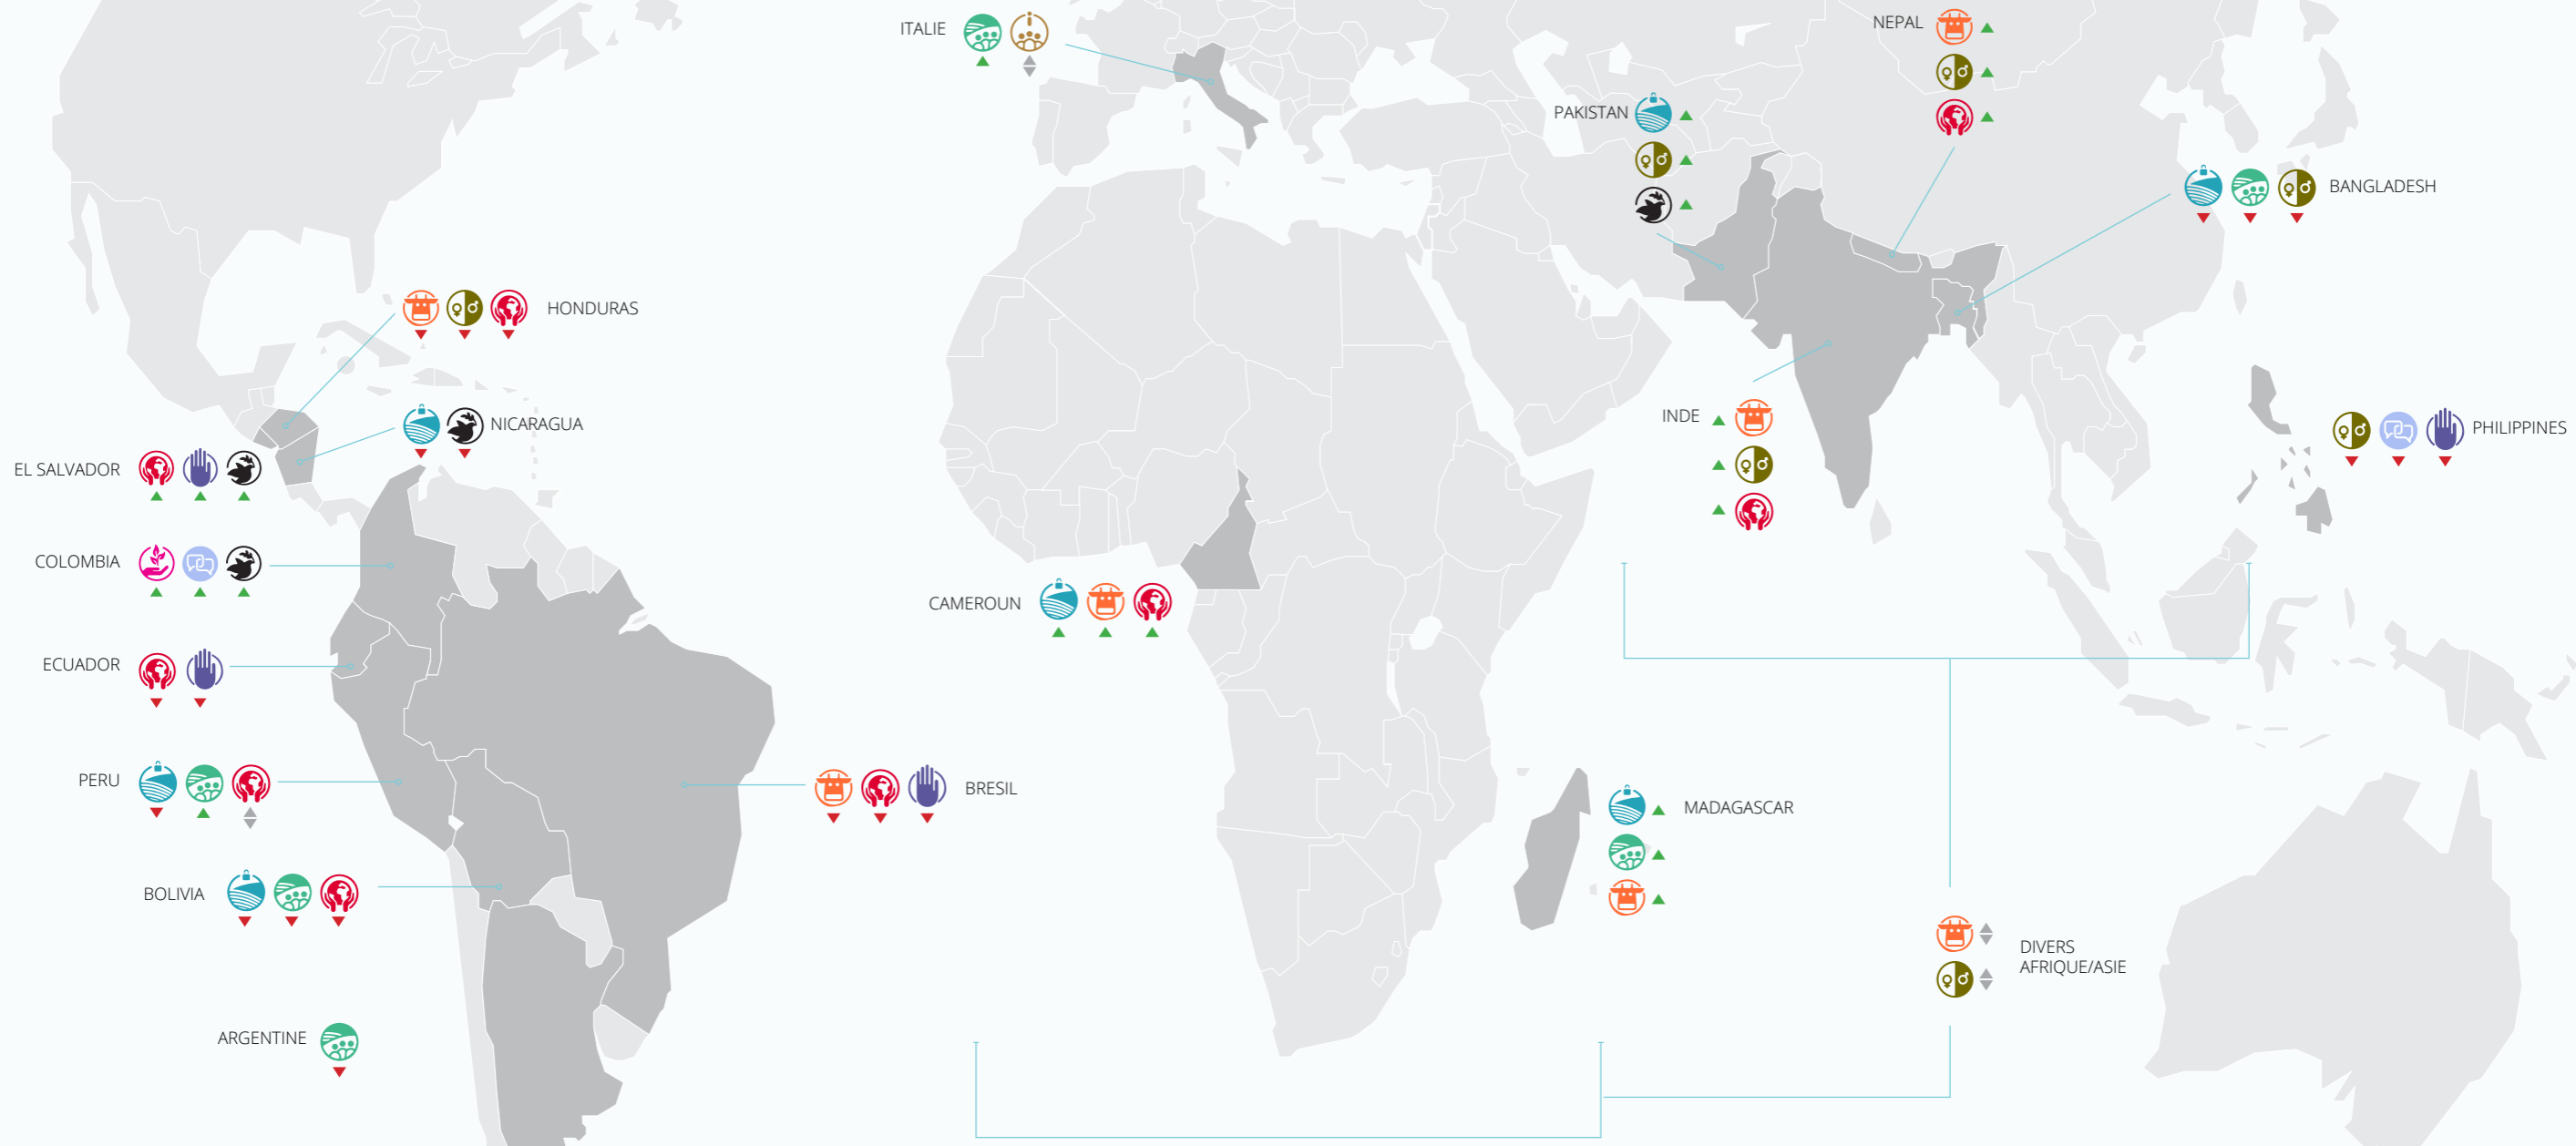 ITALIE
NEPAL
PAKISTAN
BANGLADESH
HONDURAS
NICARAGUA
EL SALVADOR
INDE
PHILIPPINES
COLOMBIA
CAMEROUN
ECUADOR
PERU
BRESIL
MADAGASCAR
BOLIVIA
DIVERS
AFRIQUE/ASIE
ARGENTINE